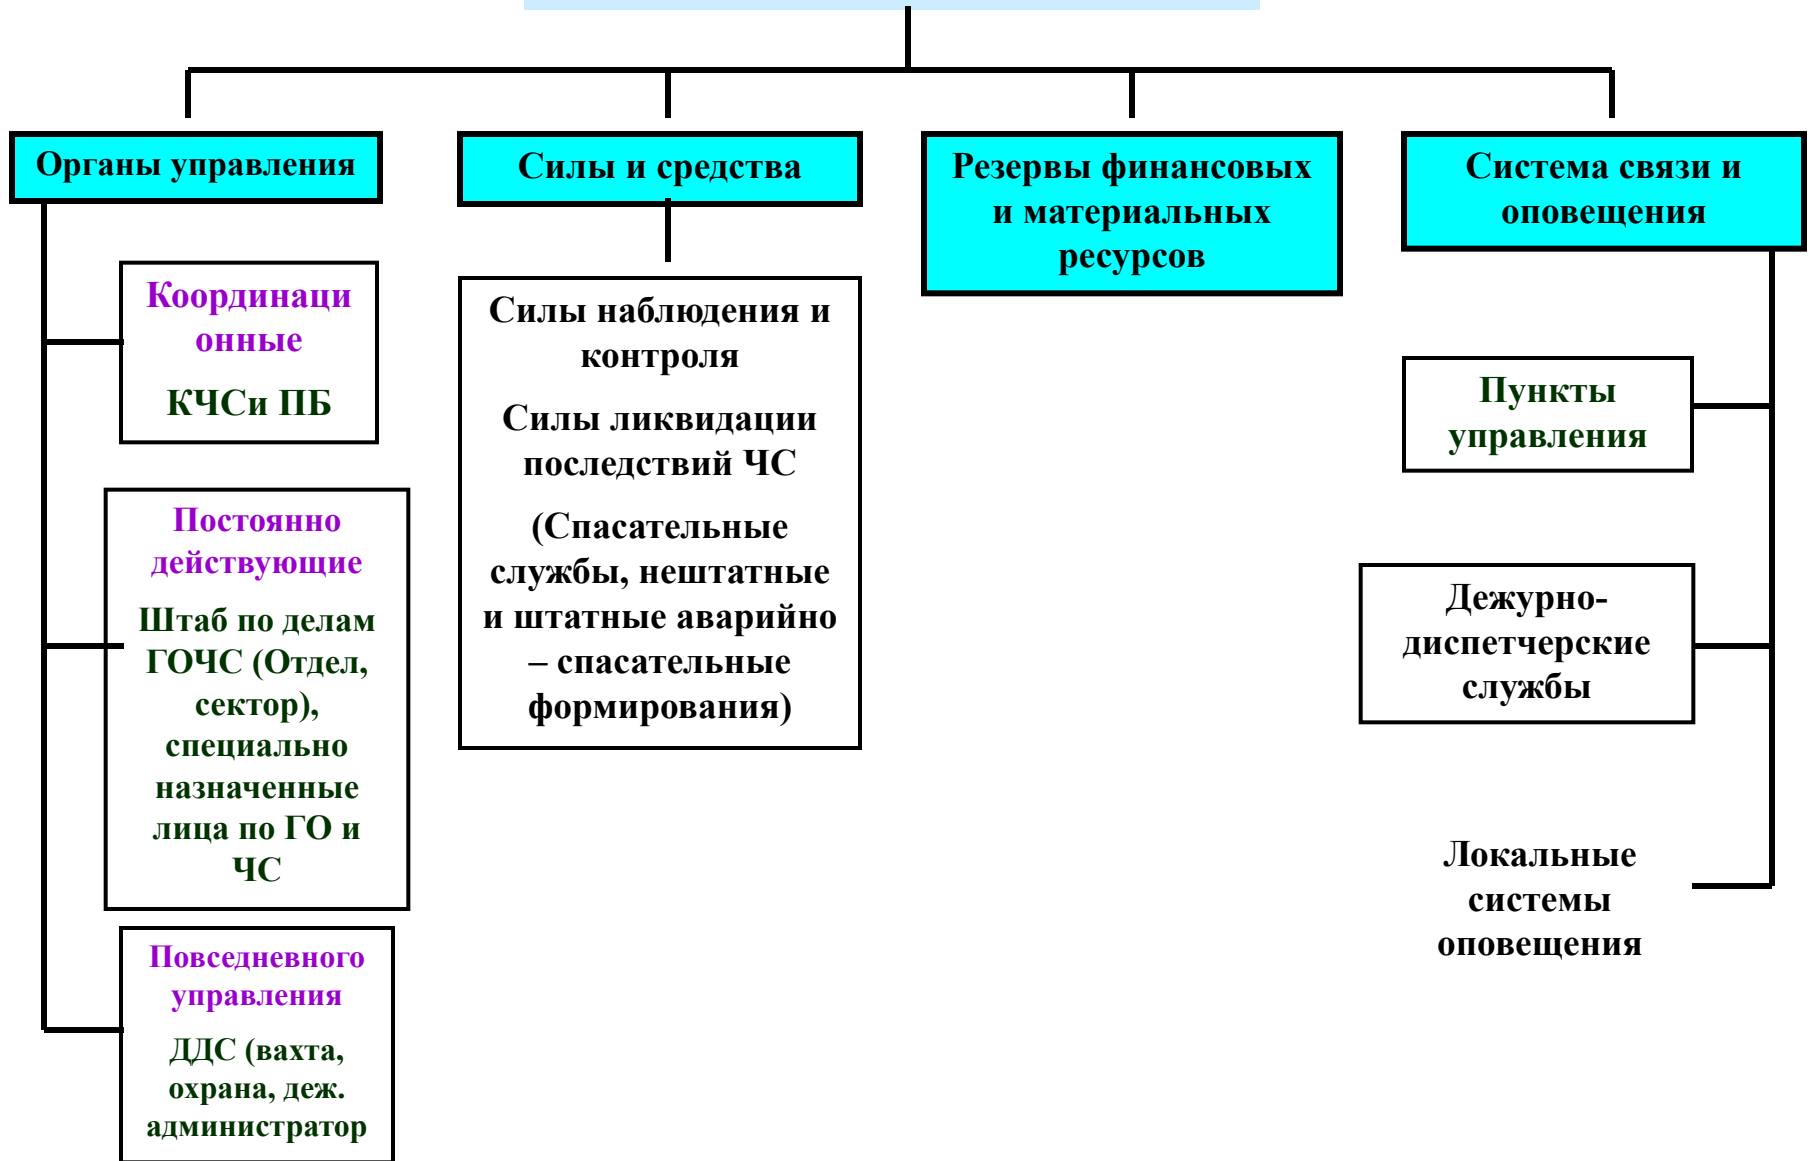 Органы управления
Силы и средства
Резервы финансовых
и материальных
ресурсов
Система связи и
оповещения
Координаци
онные
КЧСи ПБ
Постоянно
действующие
Штаб по делам
ГОЧС (Отдел,
сектор),
специально
назначенные
лица по ГО и
ЧС
Повседневного
управления
ДДС (вахта,
охрана, деж.
администратор
Силы наблюдения и
контроля
Силы ликвидации
последствий ЧС
(Спасательные
службы, нештатные
и штатные аварийно
– спасательные
формирования)
Пункты
управления
Дежурно-
диспетчерские
службы
Локальные
системы
оповещения